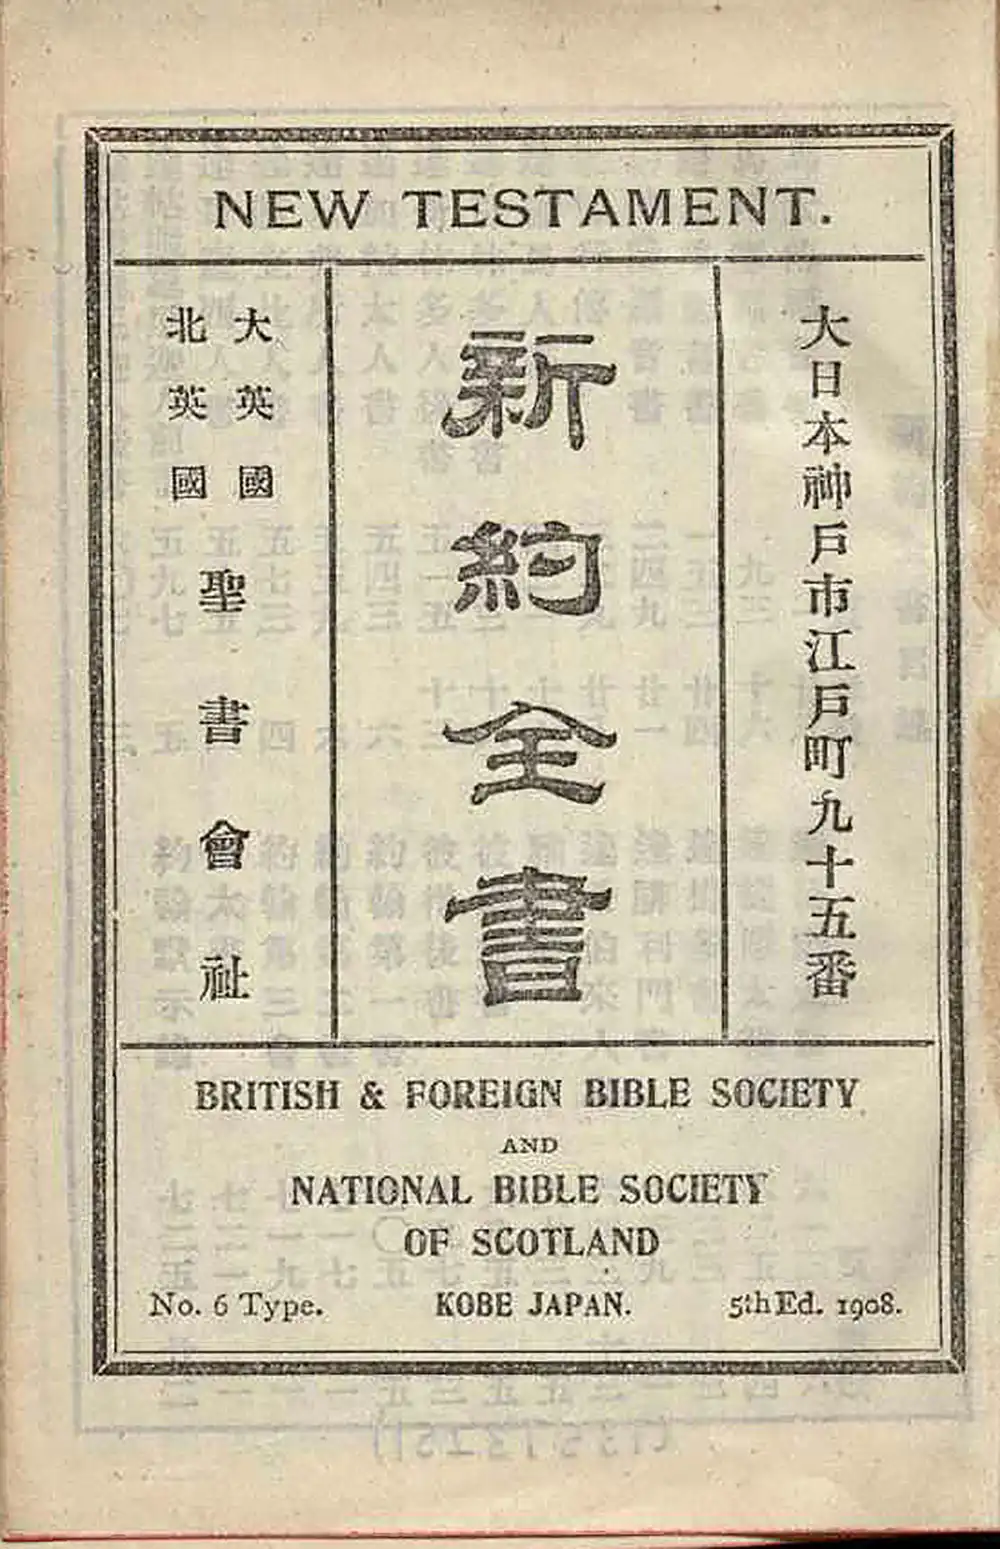 NEW TESTAMENT.
大日本神戶市江戶町九十五番
新約全書
大英國
北英國
聖書會社
BRITISH & FOREIGN BIBLE SOCIETY
AND
NATIONAL BIBLE SOCIETY
OF SCOTLAND
No. 6 Type. KOBE JAPAN. 5th Ed. 1908.